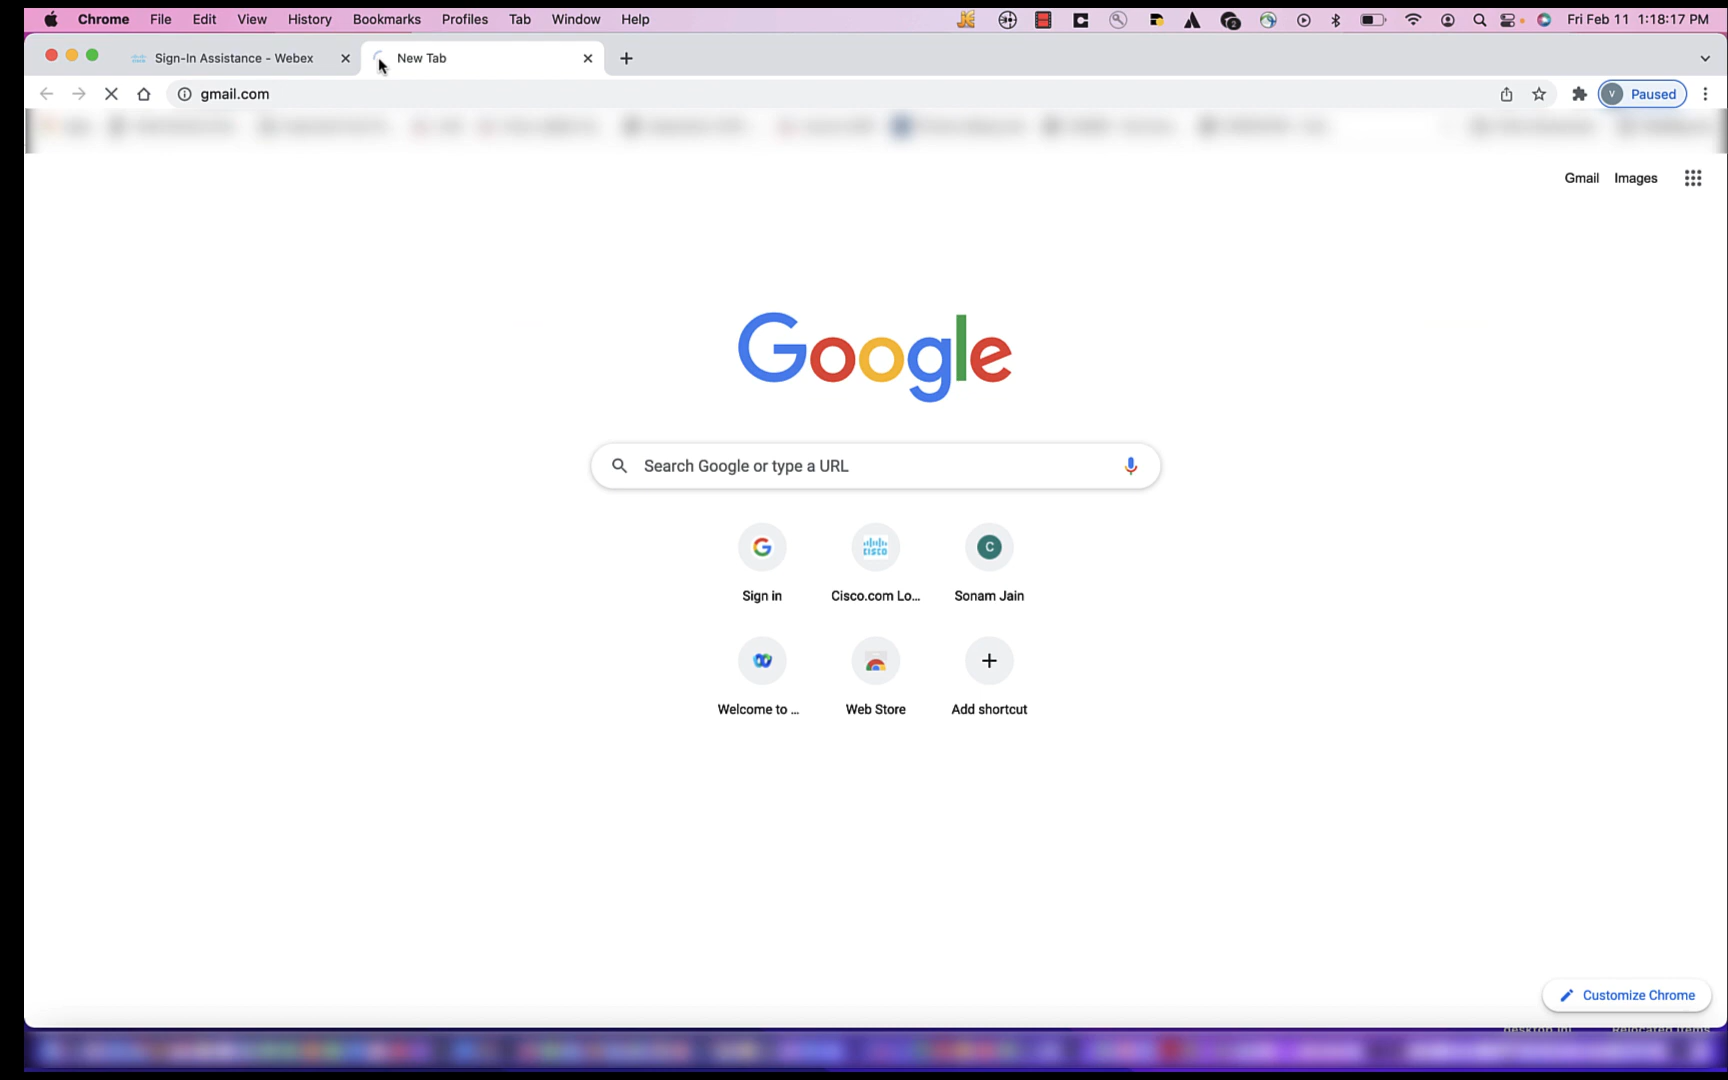 Chrome File Edit View History Bookmarks Profiles Tab Window Help Fri Feb 11 1:18:17 PM
Sign-In Assistance - Webex New Tab
gmail.com V Paused
Gmail Images
Google
Search Google or type a URL
CISCO C
Sign in Cisco.com Lo... Sonam Jain
Welcome to ... Web Store Add shortcut
Customize Chrome